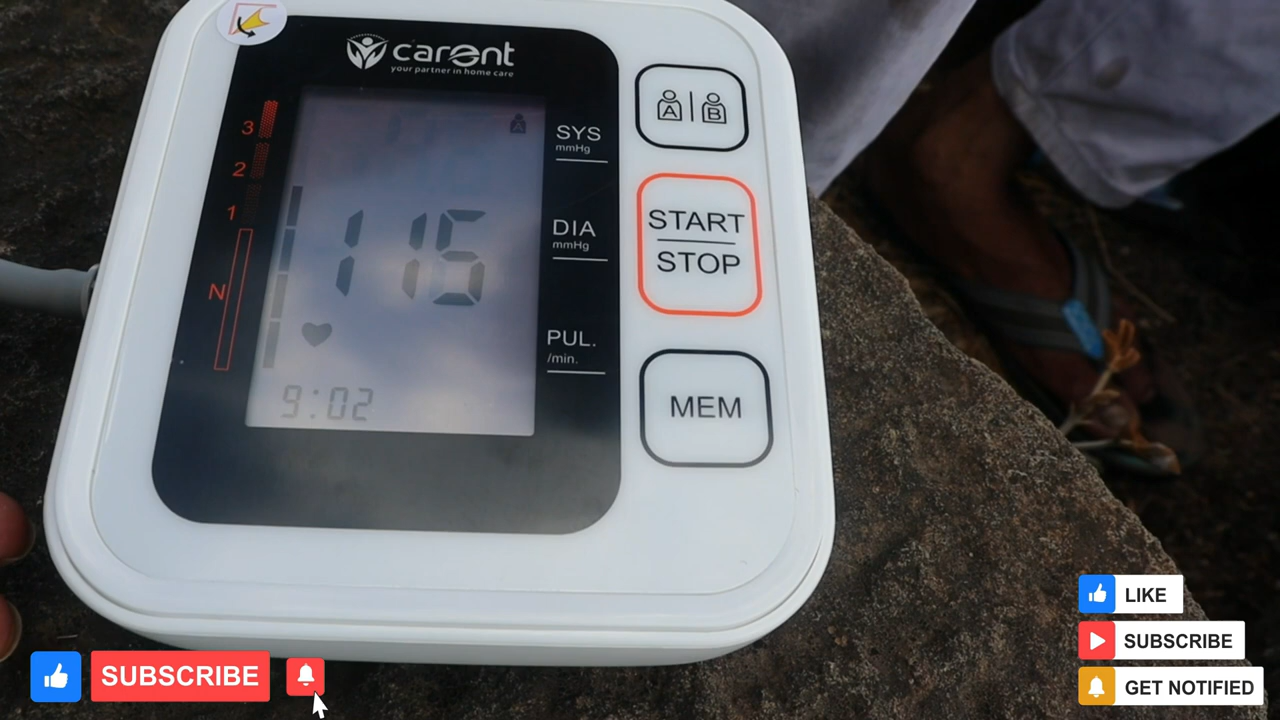 carent
your partner in home care
3
2
1
N
SYS
mmHg
DIA
mmHg
PUL.
/min.
115
9:02
A | B
START
STOP
MEM
LIKE
SUBSCRIBE
GET NOTIFIED
SUBSCRIBE